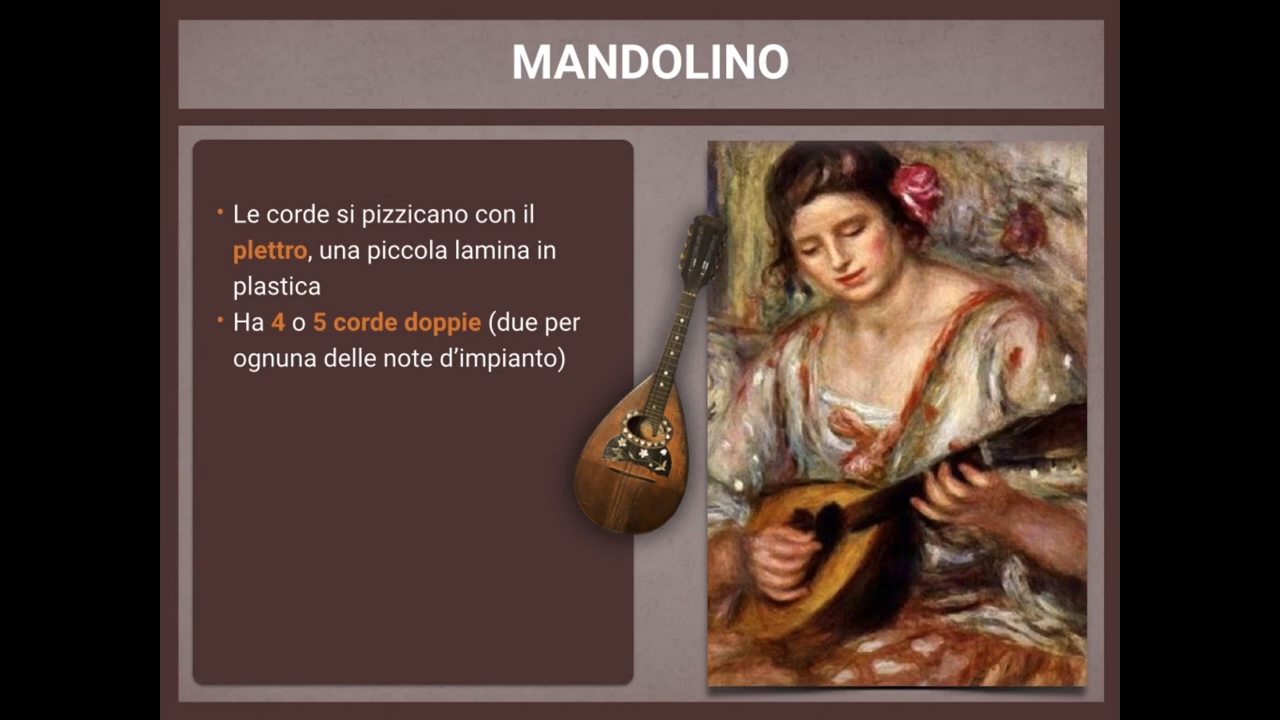 MANDOLINO
• Le corde si pizzicano con il
plettro, una piccola lamina in
plastica
• Ha 4 o 5 corde doppie (due per
ognuna delle note d’impianto)